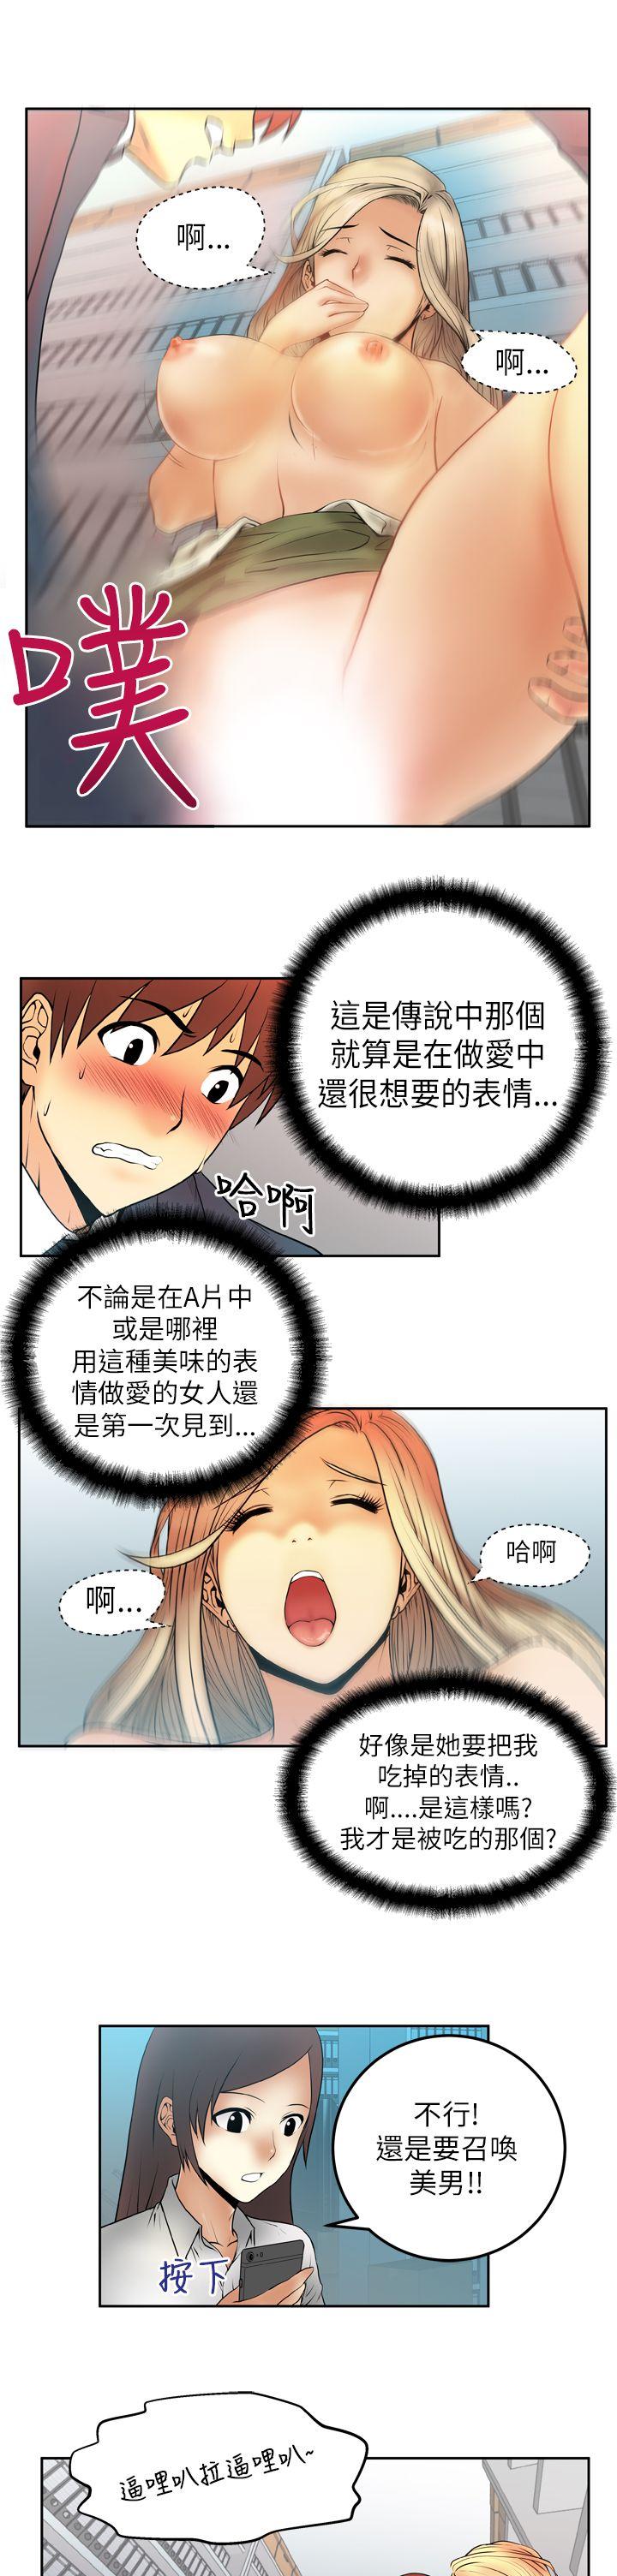 啊...
啊...
噗
這是傳說中那個
就算是在做愛中
還很想要的表情...
哈啊
不論是在A片中
或是哪裡
用這種美味的表
情做愛的女人還
是第一次見到...
哈啊
啊...
好像是她要把我
吃掉的表情..
啊....是這樣嗎?
我才是被吃的那個?
不行!
還是要召喚
美男!!
按下
逼哩叭拉逼哩叭~